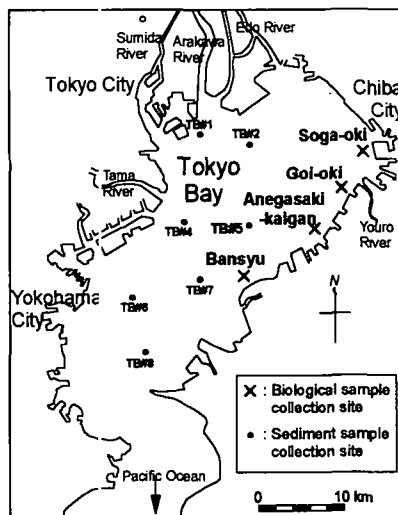 Sumida
River
Arakawa
River
Edo River
Tokyo City
Chiba
City
TB#1
TB#2
Soga-oki
Tama
River
Tokyo
Bay
Goi-oki
Anegasaki
-kaigan
TB#4
TB#5
Youro
River
Bansyu
TB#7
Yokohama
City
TB#6
N
TB#8
: Biological sample
collection site
: Sediment sample
collection site
Pacific Ocean
0 10 km